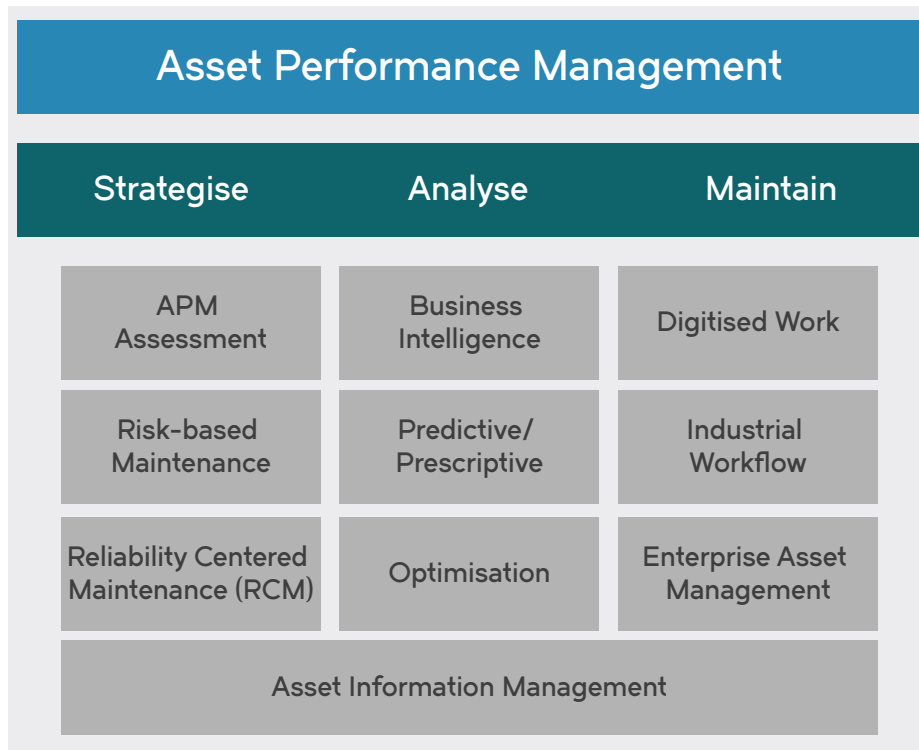 Asset Performance Management
Strategise
Analyse
Maintain
APM
Assessment
Business
Intelligence
Digitised Work
Risk-based
Maintenance
Predictive/
Prescriptive
Industrial
Workflow
Reliability Centered
Maintenance (RCM)
Optimisation
Enterprise Asset
Management
Asset Information Management